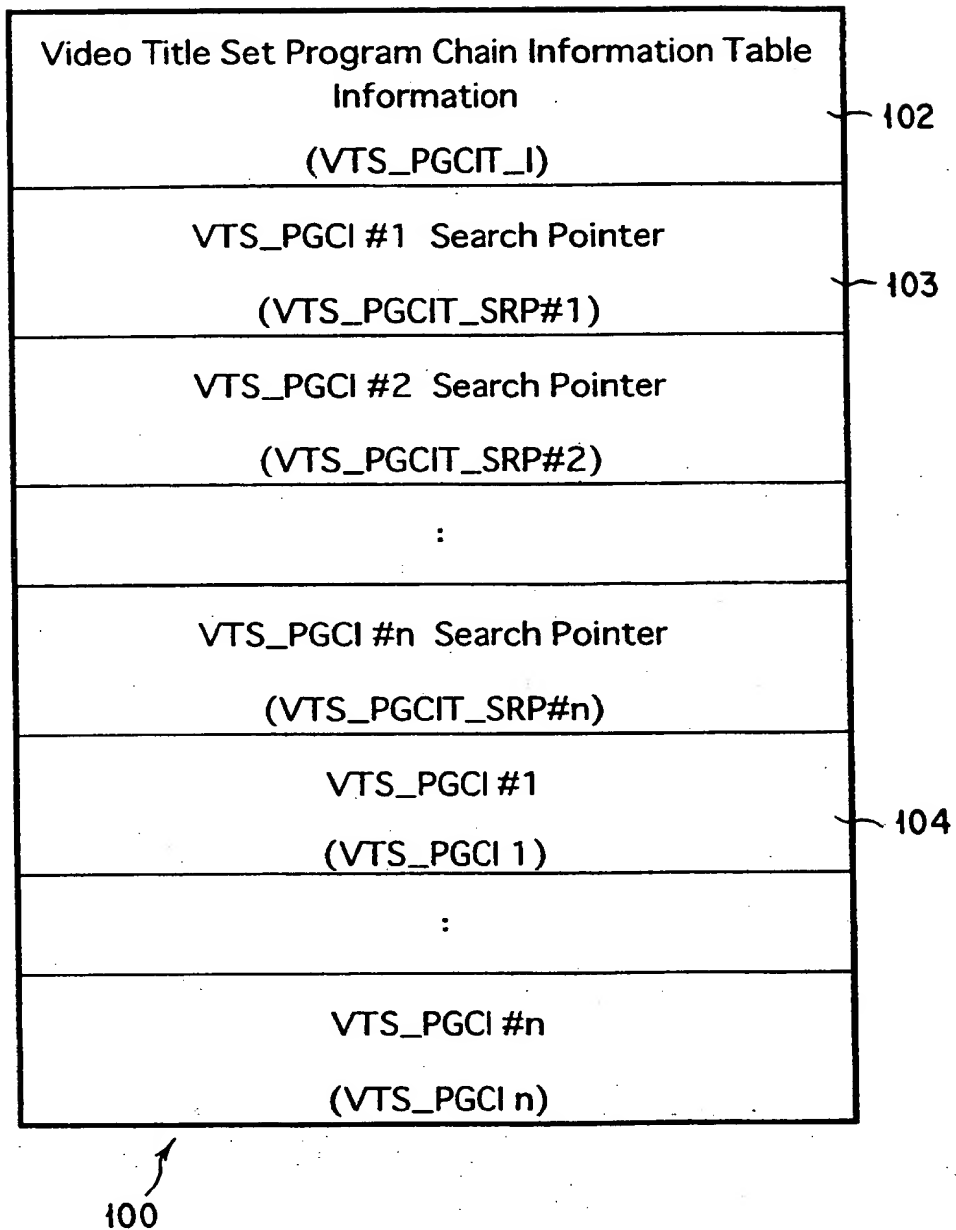 Video Title Set Program Chain Information Table
Information
(VTS_PGCIT_I)
102
VTS_PGCI #1 Search Pointer
(VTS_PGCIT_SRP#1)
103
VTS_PGCI #2 Search Pointer
(VTS_PGCIT_SRP#2)
:
VTS_PGCI #n Search Pointer
(VTS_PGCIT_SRP#n)
VTS_PGCI #1
(VTS_PGCI 1)
104
:
VTS_PGCI #n
(VTS_PGCI n)
100